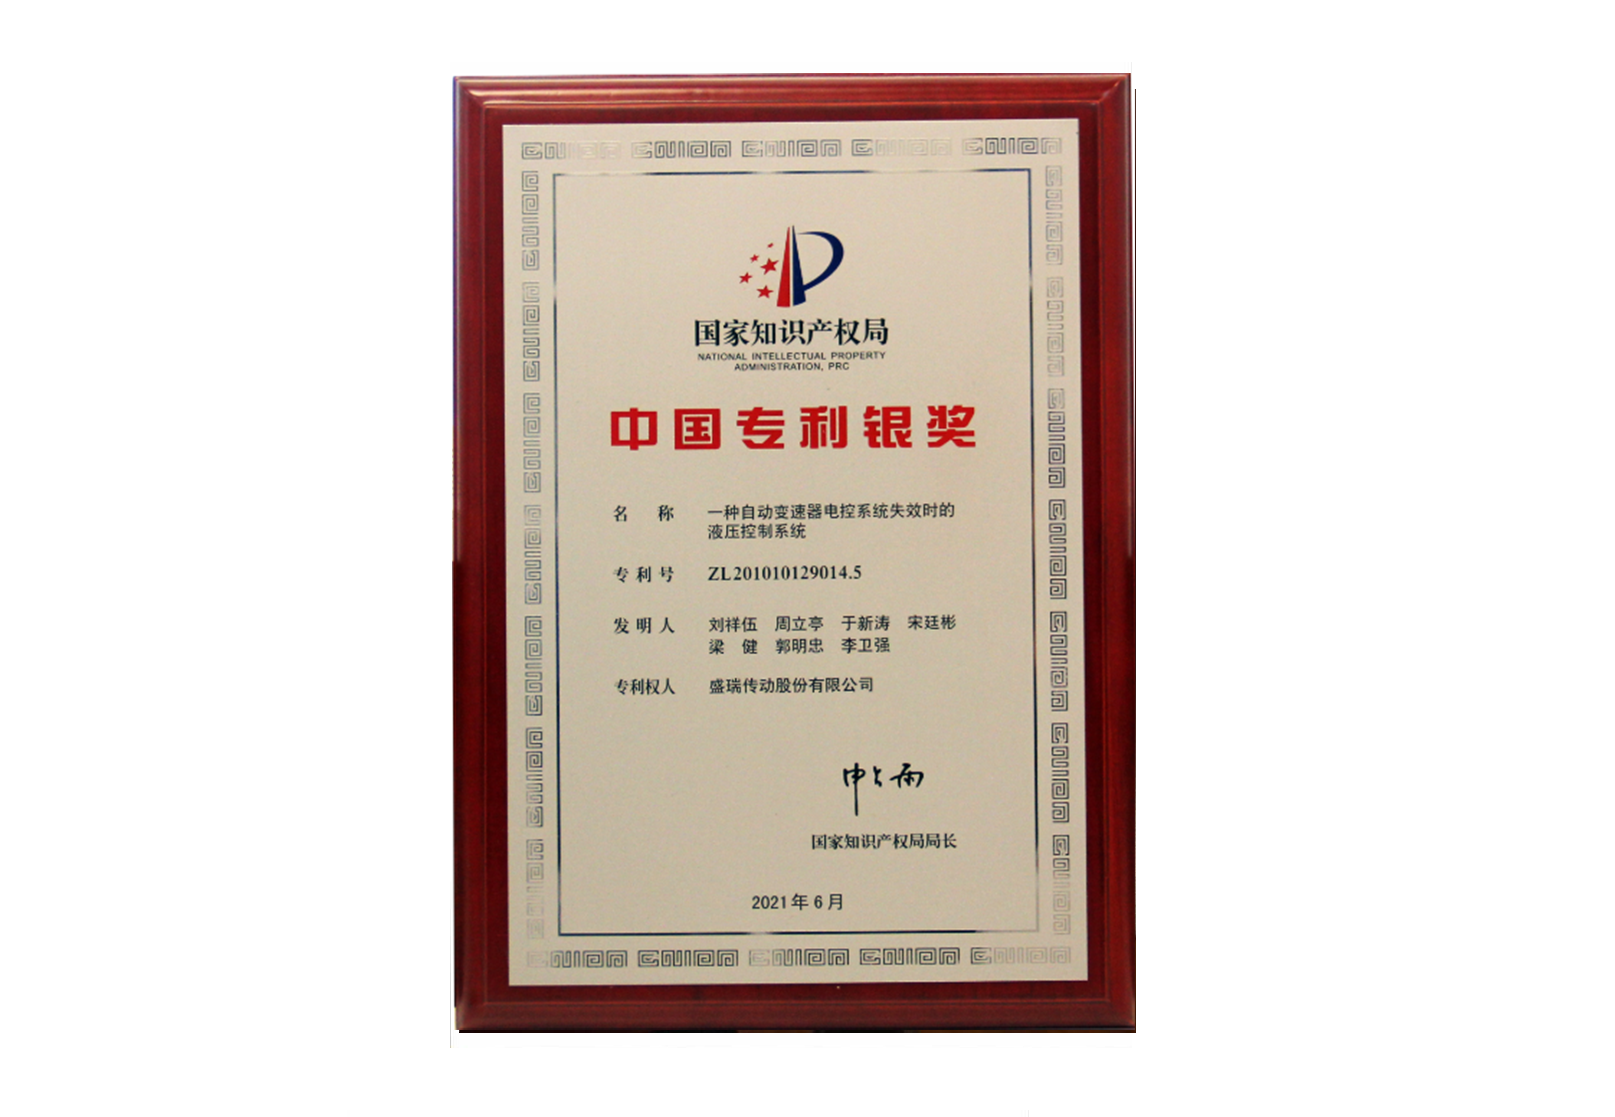 国家知识产权局
NATIONAL INTELLECTUAL PROPERTY
ADMINISTRATION, PRC
中国专利银奖
名 称 一种自动变速器电控系统失效时的
液压控制系统
专利号 ZL201010129014.5
发明人 刘祥伍 周立亭 于新涛 宋廷彬
梁 健 郭明忠 李卫强
专利权人 盛瑞传动股份有限公司
申长雨
国家知识产权局局长
2021年6月